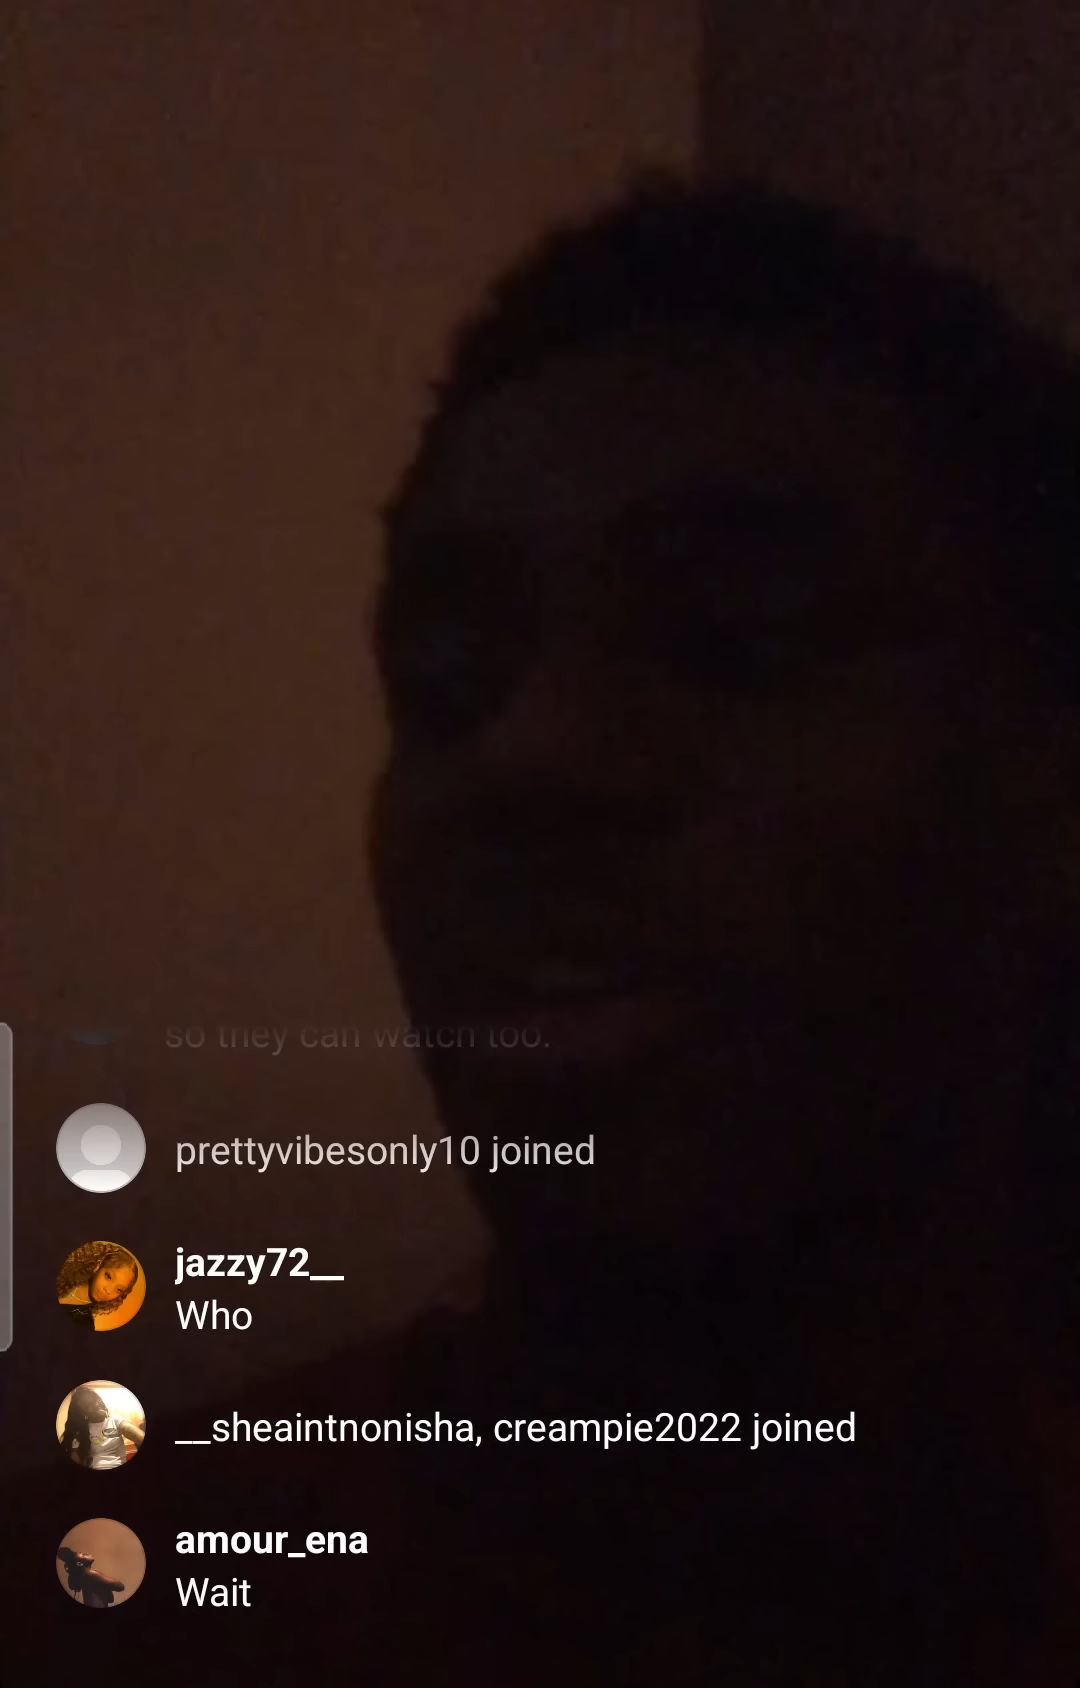 so they can watch too.
prettyvibesonly10 joined
jazzy72__
Who
__sheaintnonisha, creampie2022 joined
amour_ena
Wait